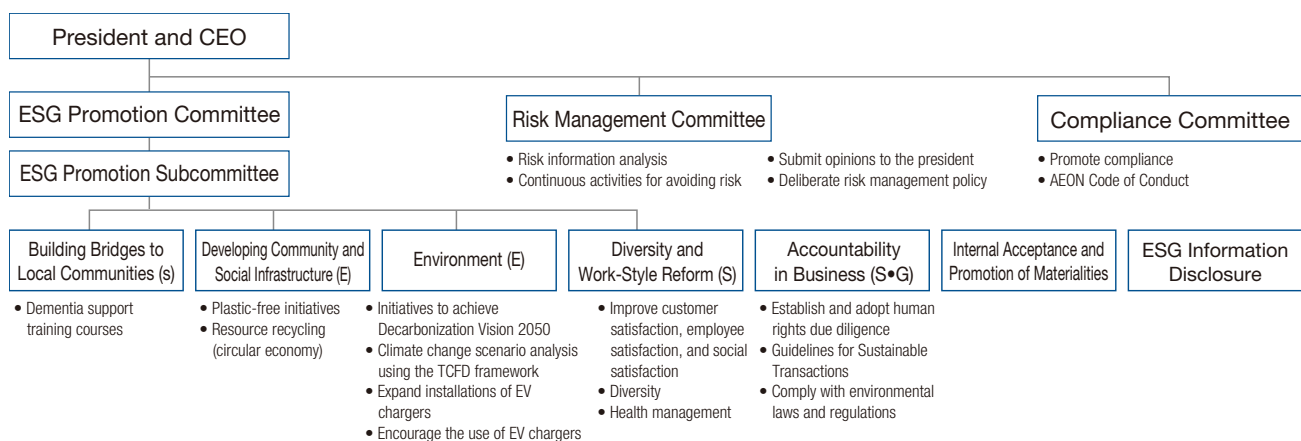 President and CEO
ESG Promotion Committee
Risk Management Committee
Compliance Committee
• Risk information analysis
• Continuous activities for avoiding risk
• Submit opinions to the president
• Deliberate risk management policy
• Promote compliance
• AEON Code of Conduct
ESG Promotion Subcommittee
Building Bridges to
Local Communities (s)
• Dementia support
training courses
Developing Community and
Social Infrastructure (E)
• Plastic-free initiatives
• Resource recycling
(circular economy)
Environment (E)
• Initiatives to achieve
Decarbonization Vision 2050
• Climate change scenario analysis
using the TCFD framework
• Expand installations of EV
chargers
• Encourage the use of EV chargers
Diversity and
Work-Style Reform (S)
• Improve customer
satisfaction, employee
satisfaction, and social
satisfaction
• Diversity
• Health management
Accountability
in Business (S•G)
• Establish and adopt human
rights due diligence
• Guidelines for Sustainable
Transactions
• Comply with environmental
laws and regulations
Internal Acceptance and
Promotion of Materialities
ESG Information
Disclosure